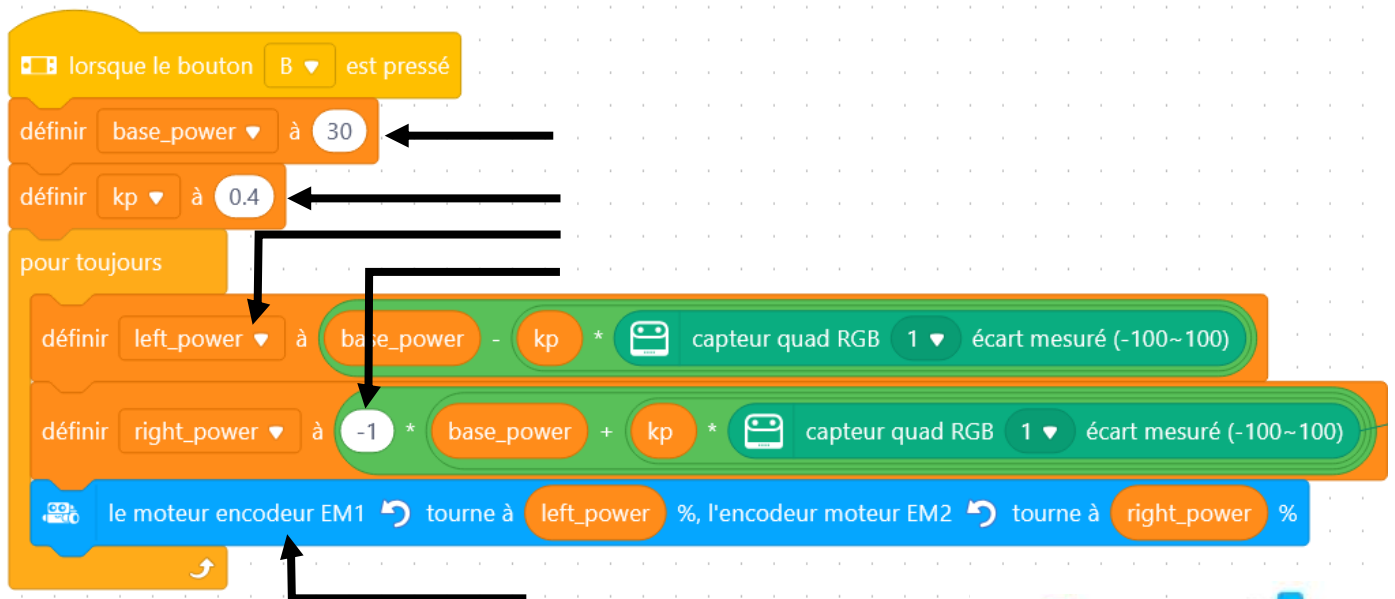 lorsque le bouton B est pressé
définir base_power à 30
définir kp à 0.4
pour toujours
définir left_power à base_power - kp * capteur quad RGB 1 écart mesuré (-100~100)
définir right_power à -1 * base_power + kp * capteur quad RGB 1 écart mesuré (-100~100)
le moteur encodeur EM1 tourne à left_power %, l'encodeur moteur EM2 tourne à right_power %